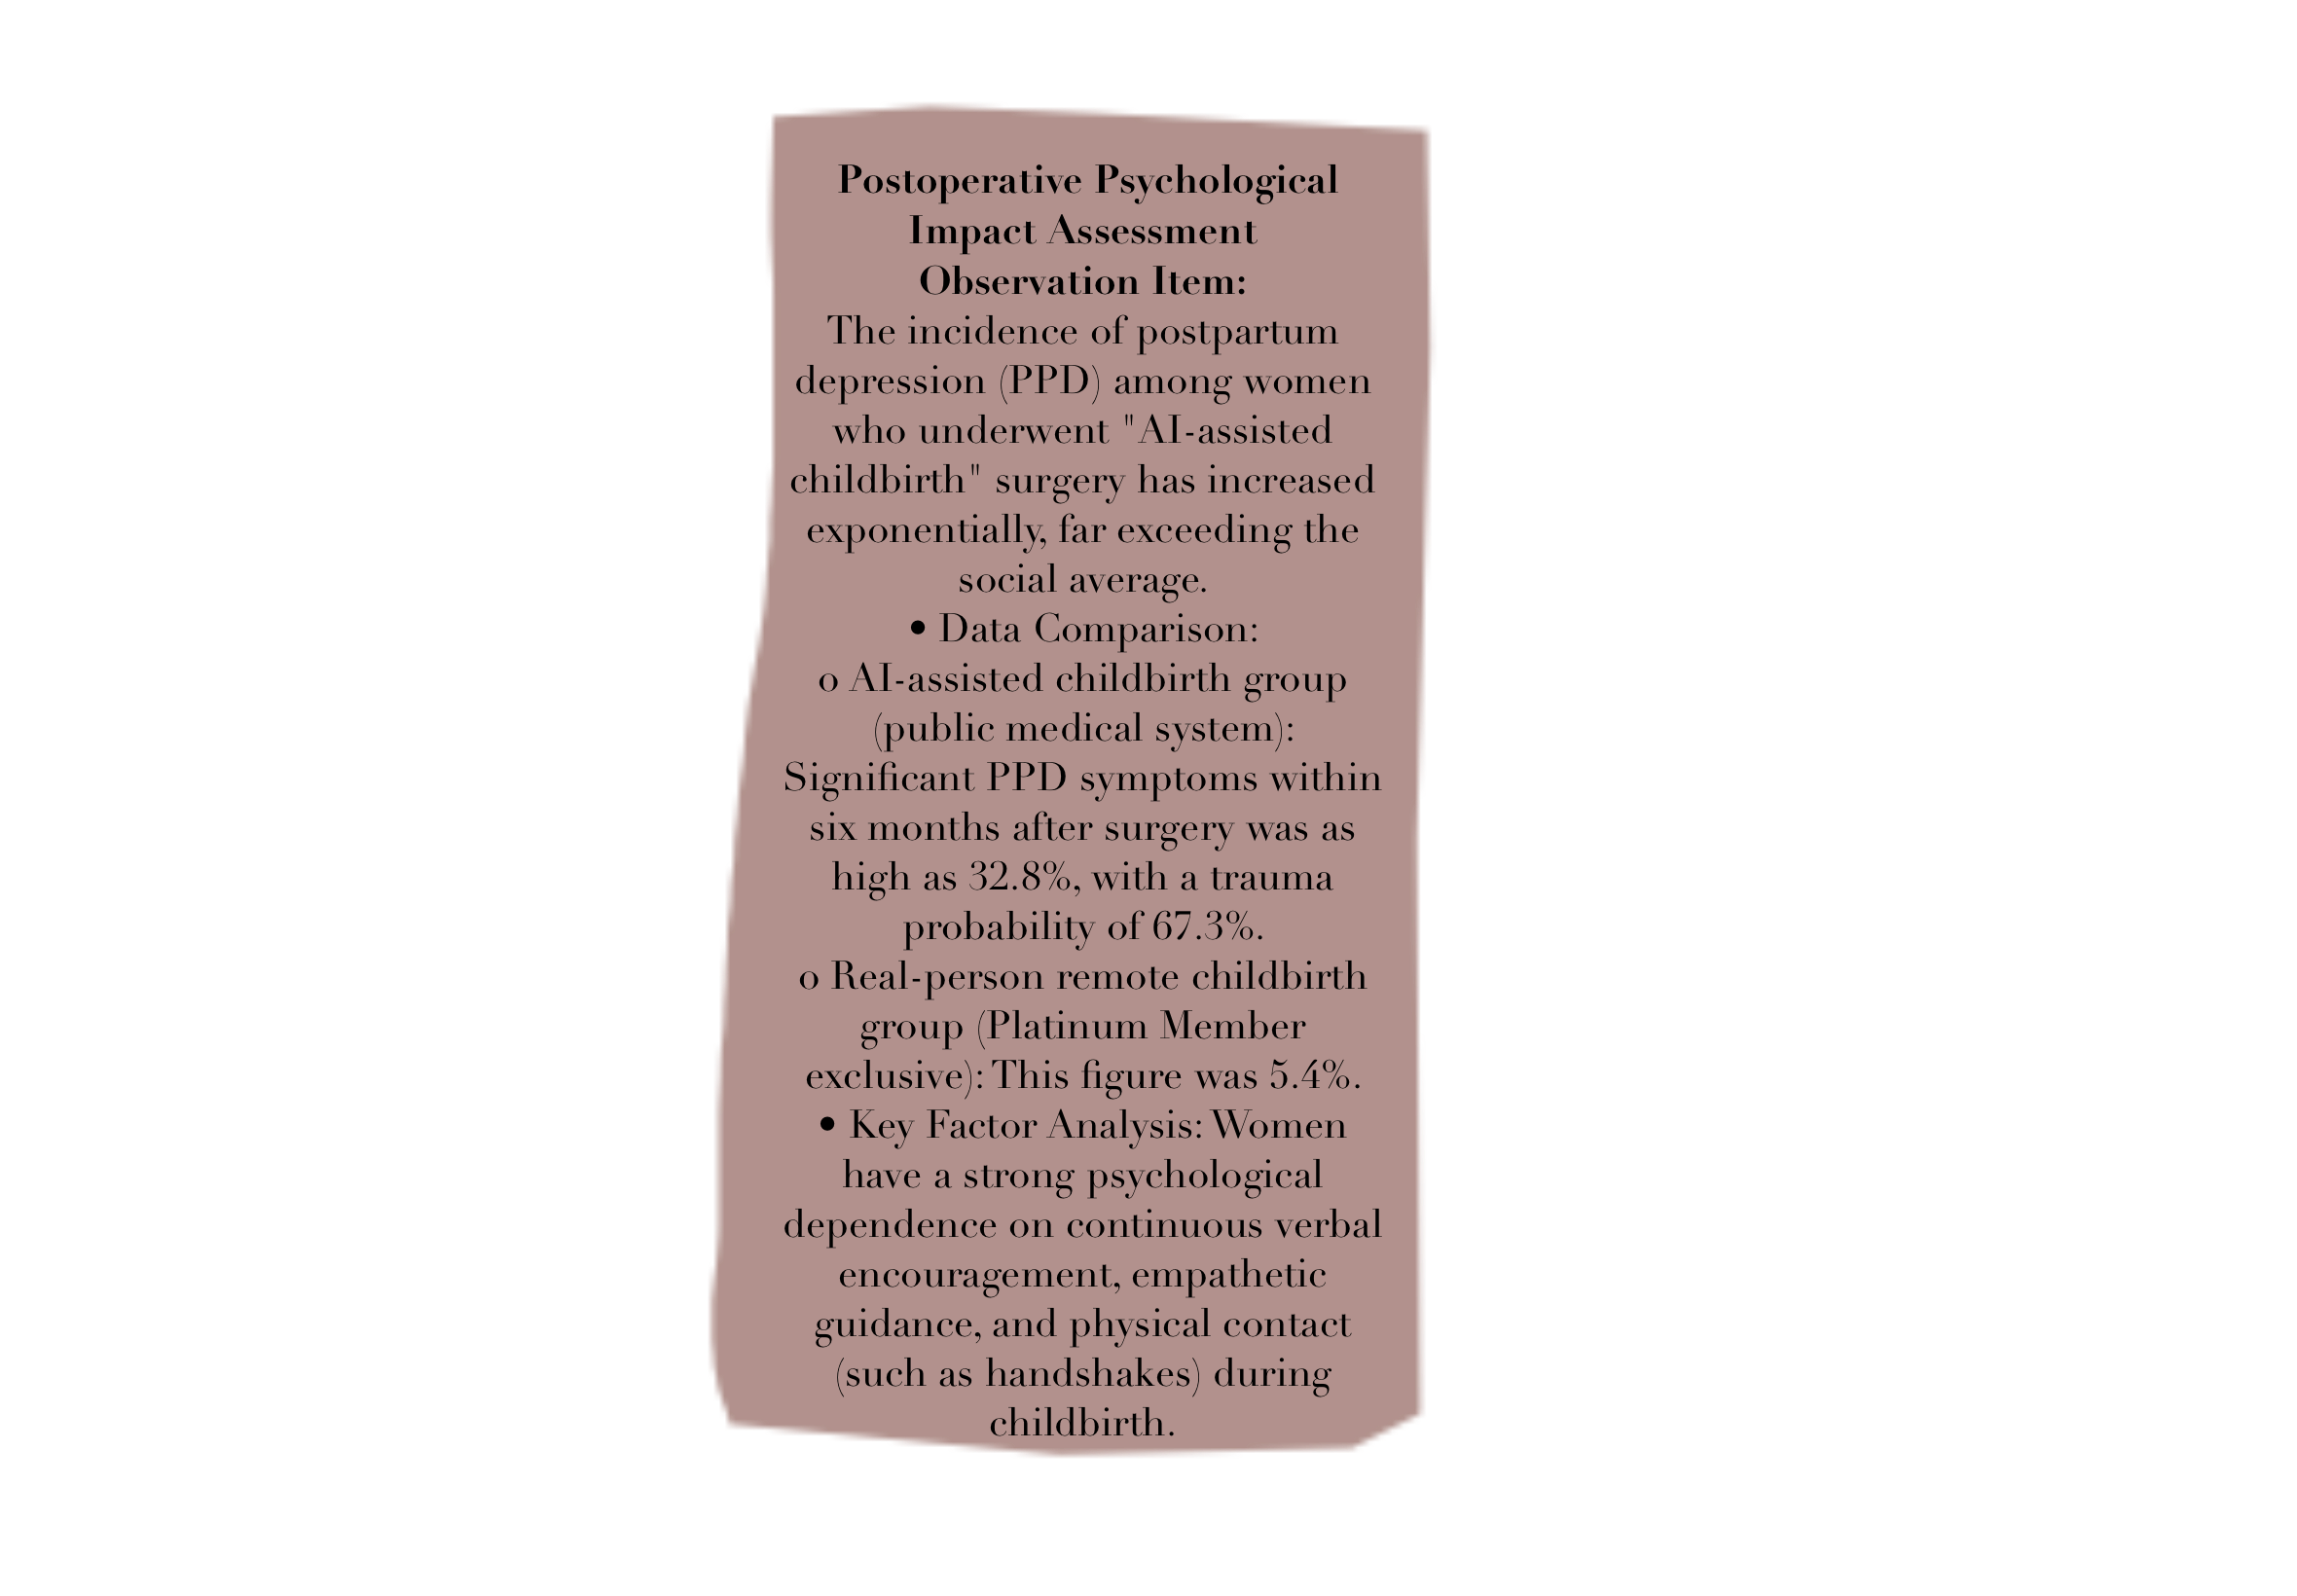 Postoperative Psychological
Impact Assessment
Observation Item:
The incidence of postpartum
depression (PPD) among women
who underwent "AI-assisted
childbirth" surgery has increased
exponentially, far exceeding the
social average.
• Data Comparison:
o AI-assisted childbirth group
(public medical system):
Significant PPD symptoms within
six months after surgery was as
high as 32.8%, with a trauma
probability of 67.3%.
o Real-person remote childbirth
group (Platinum Member
exclusive): This figure was 5.4%.
• Key Factor Analysis: Women
have a strong psychological
dependence on continuous verbal
encouragement, empathetic
guidance, and physical contact
(such as handshakes) during
childbirth.